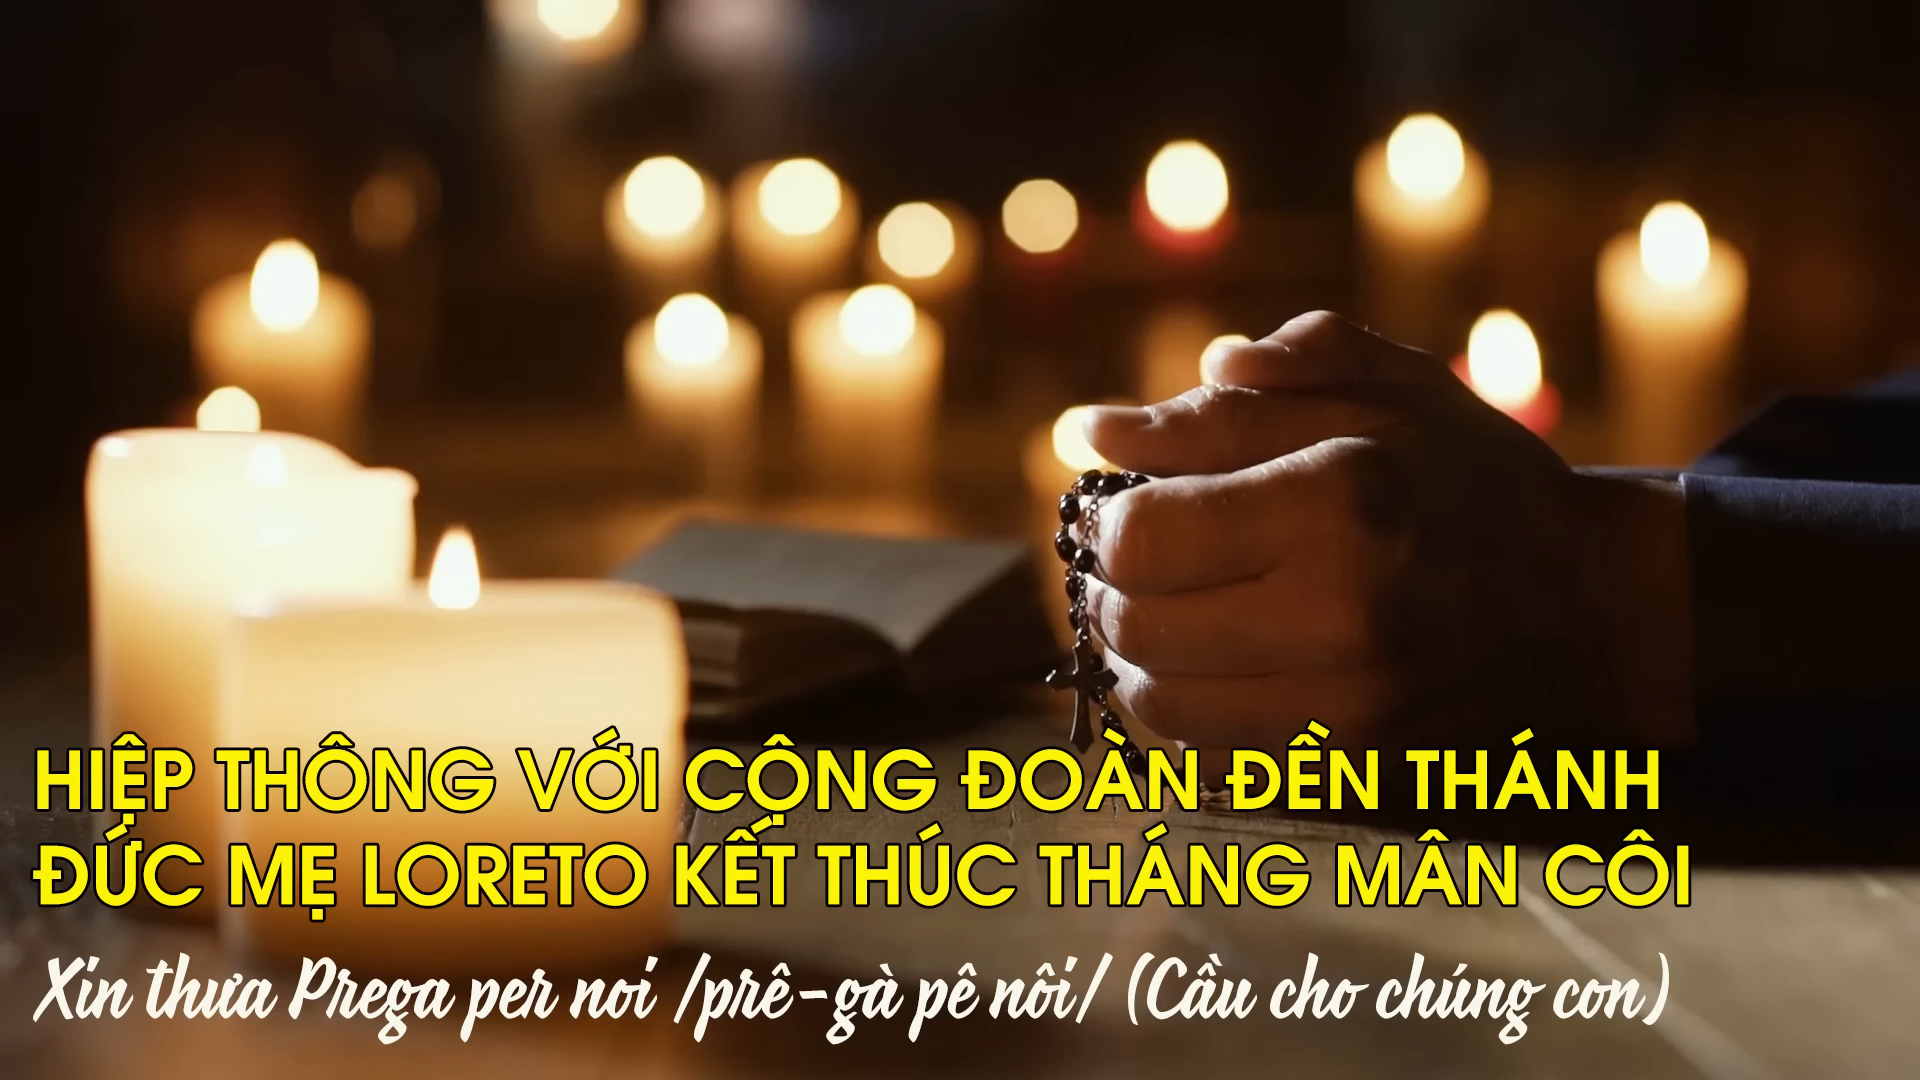 HIỆP THÔNG VỚI CỘNG ĐOÀN ĐỀN THÁNH
ĐỨC MẸ LORETO KẾT THÚC THÁNG MÂN CÔI
Xin thưa Prega per noi /prê-gà pê nôi/ (Cầu cho chúng con)